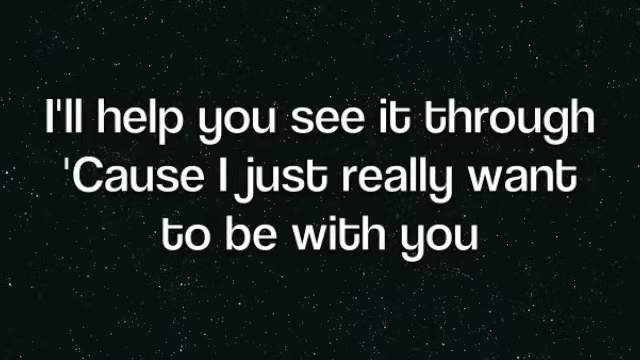 I'll help you see it through
'Cause I just really want
to be with you